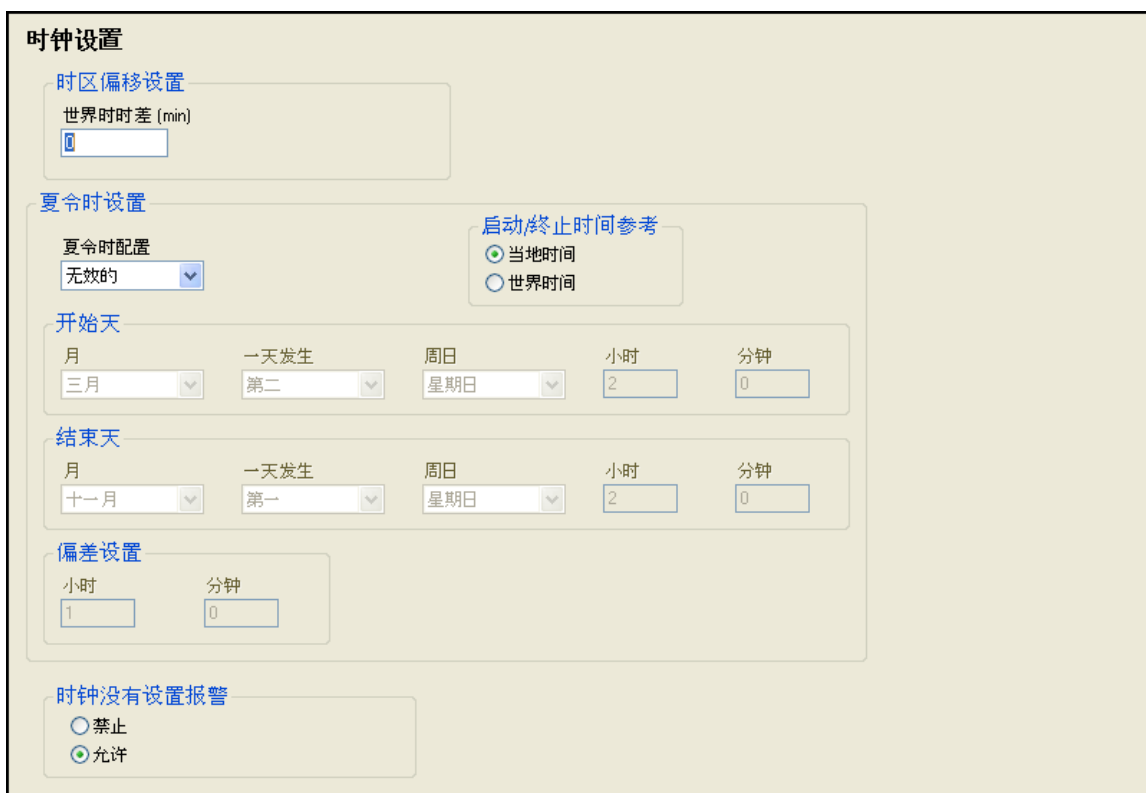 时钟设置
时区偏移设置
世界时时差 (min)
0
夏令时设置
启动/终止时间参考
夏令时配置
当地时间
无效的
世界时间
开始天
月 一天发生 周日 小时 分钟
三月 第二 星期日 2 0
结束天
月 一天发生 周日 小时 分钟
十一月 第一 星期日 2 0
偏差设置
小时 分钟
1 0
时钟没有设置报警
禁止
允许